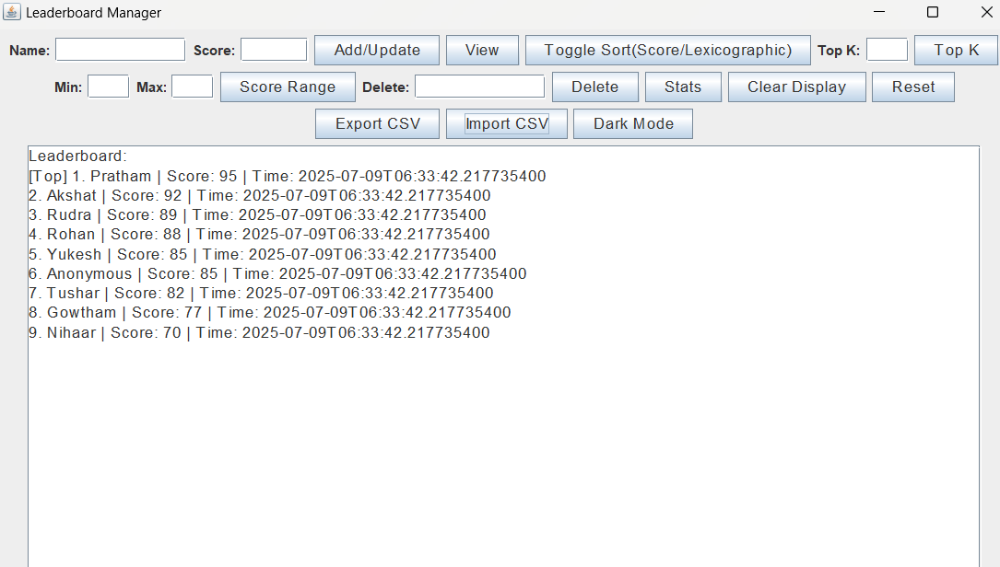 Leaderboard Manager
Name: Score: Add/Update View Toggle Sort(Score/Lexicographic) Top K: Top K
Min: Max: Score Range Delete: Delete Stats Clear Display Reset
Export CSV Import CSV Dark Mode
Leaderboard:
[Top] 1. Pratham | Score: 95 | Time: 2025-07-09T06:33:42.217735400
2. Akshat | Score: 92 | Time: 2025-07-09T06:33:42.217735400
3. Rudra | Score: 89 | Time: 2025-07-09T06:33:42.217735400
4. Rohan | Score: 88 | Time: 2025-07-09T06:33:42.217735400
5. Yukesh | Score: 85 | Time: 2025-07-09T06:33:42.217735400
6. Anonymous | Score: 85 | Time: 2025-07-09T06:33:42.217735400
7. Tushar | Score: 82 | Time: 2025-07-09T06:33:42.217735400
8. Gowtham | Score: 77 | Time: 2025-07-09T06:33:42.217735400
9. Nihaar | Score: 70 | Time: 2025-07-09T06:33:42.217735400